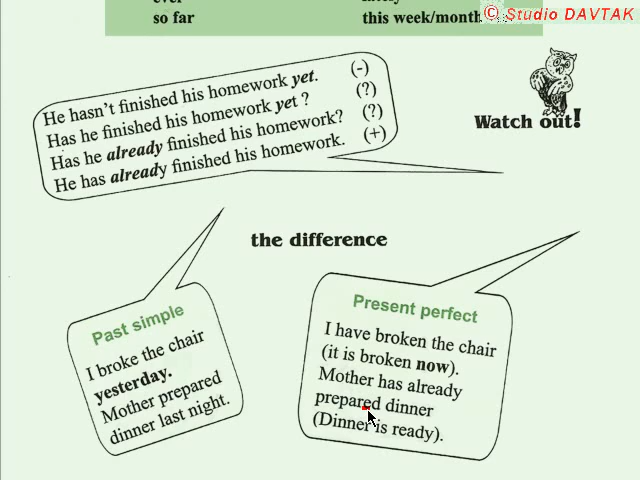 © Studio DAVTAK
so far
this week/month
He hasn't finished his homework yet. (-)
Has he finished his homework yet ? (?)
Has he already finished his homework? (?)
He has already finished his homework. (+)
Watch out!
the difference
Past simple
I broke the chair
yesterday.
Mother prepared
dinner last night.
Present perfect
I have broken the chair
(it is broken now).
Mother has already
prepared dinner
(Dinner is ready).